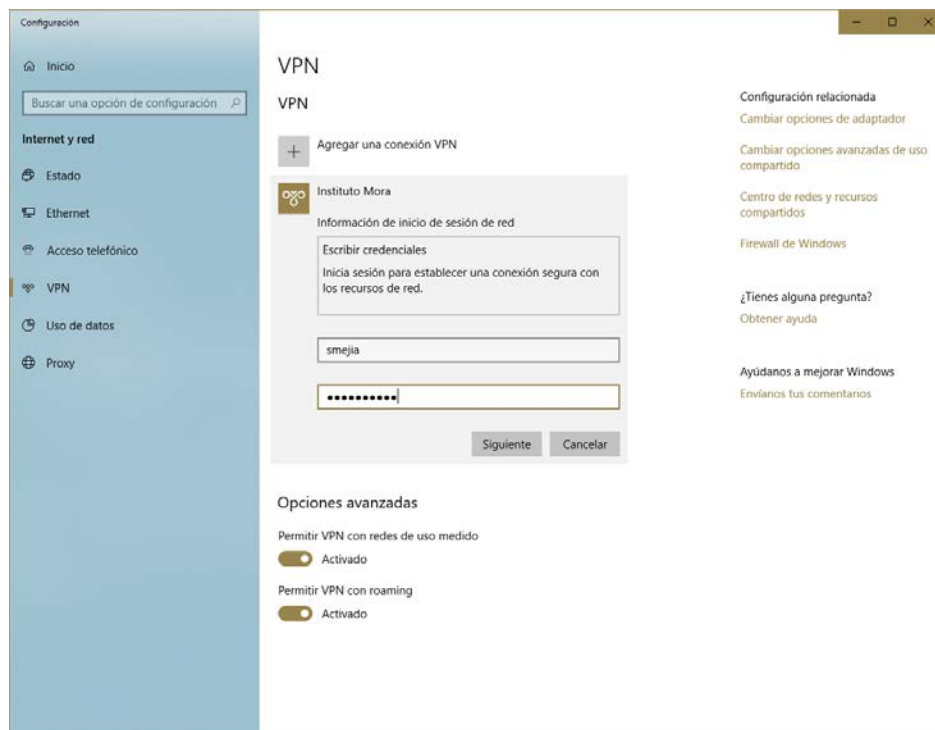 Configuración
Inicio
Buscar una opción de configuración
Internet y red
Estado
Ethernet
Acceso telefónico
VPN
Uso de datos
Proxy
VPN
VPN
Agregar una conexión VPN
Instituto Mora
Información de inicio de sesión de red
Escribir credenciales
Inicia sesión para establecer una conexión segura con
los recursos de red.
smejia
••••••••••
Siguiente
Cancelar
Opciones avanzadas
Permitir VPN con redes de uso medido
Activado
Permitir VPN con roaming
Activado
Configuración relacionada
Cambiar opciones de adaptador
Cambiar opciones avanzadas de uso
compartido
Centro de redes y recursos
compartidos
Firewall de Windows
¿Tienes alguna pregunta?
Obtener ayuda
Ayúdanos a mejorar Windows
Envíanos tus comentarios